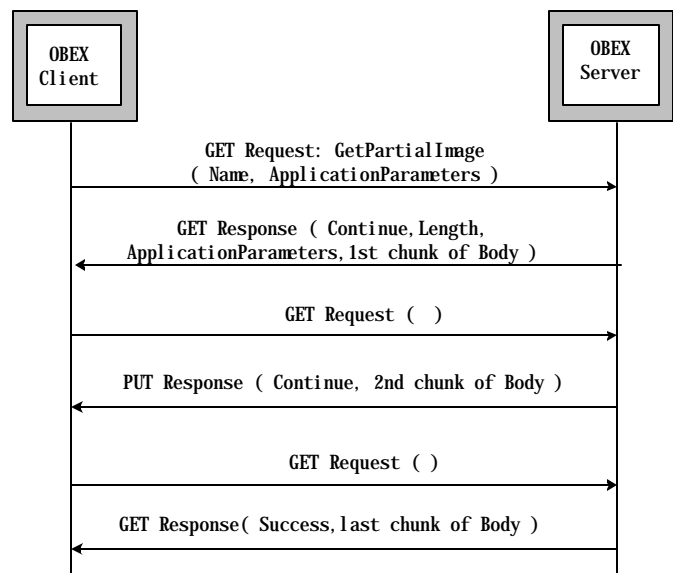 OBEX
Client
OBEX
Server
GET Request: GetPartialImage
( Name, ApplicationParameters )
GET Response ( Continue,Length,
ApplicationParameters,1st chunk of Body )
GET Request ( )
PUT Response ( Continue, 2nd chunk of Body )
GET Request ( )
GET Response( Success,last chunk of Body )